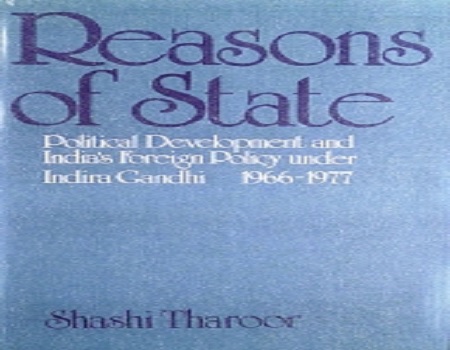 Reasons
of State
Political Development and
India's Foreign Policy under
Indira Gandhi 1966-1977
Shashi Tharoor